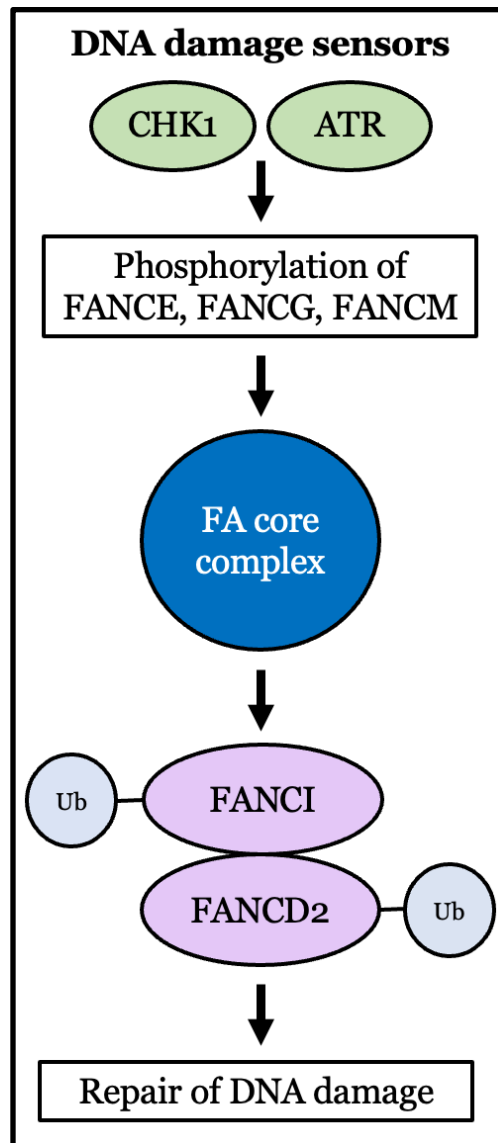 DNA damage sensors
CHK1
ATR
Phosphorylation of
FANCE, FANCG, FANCM
FA core
complex
Ub
FANCI
FANCD2
Ub
Repair of DNA damage